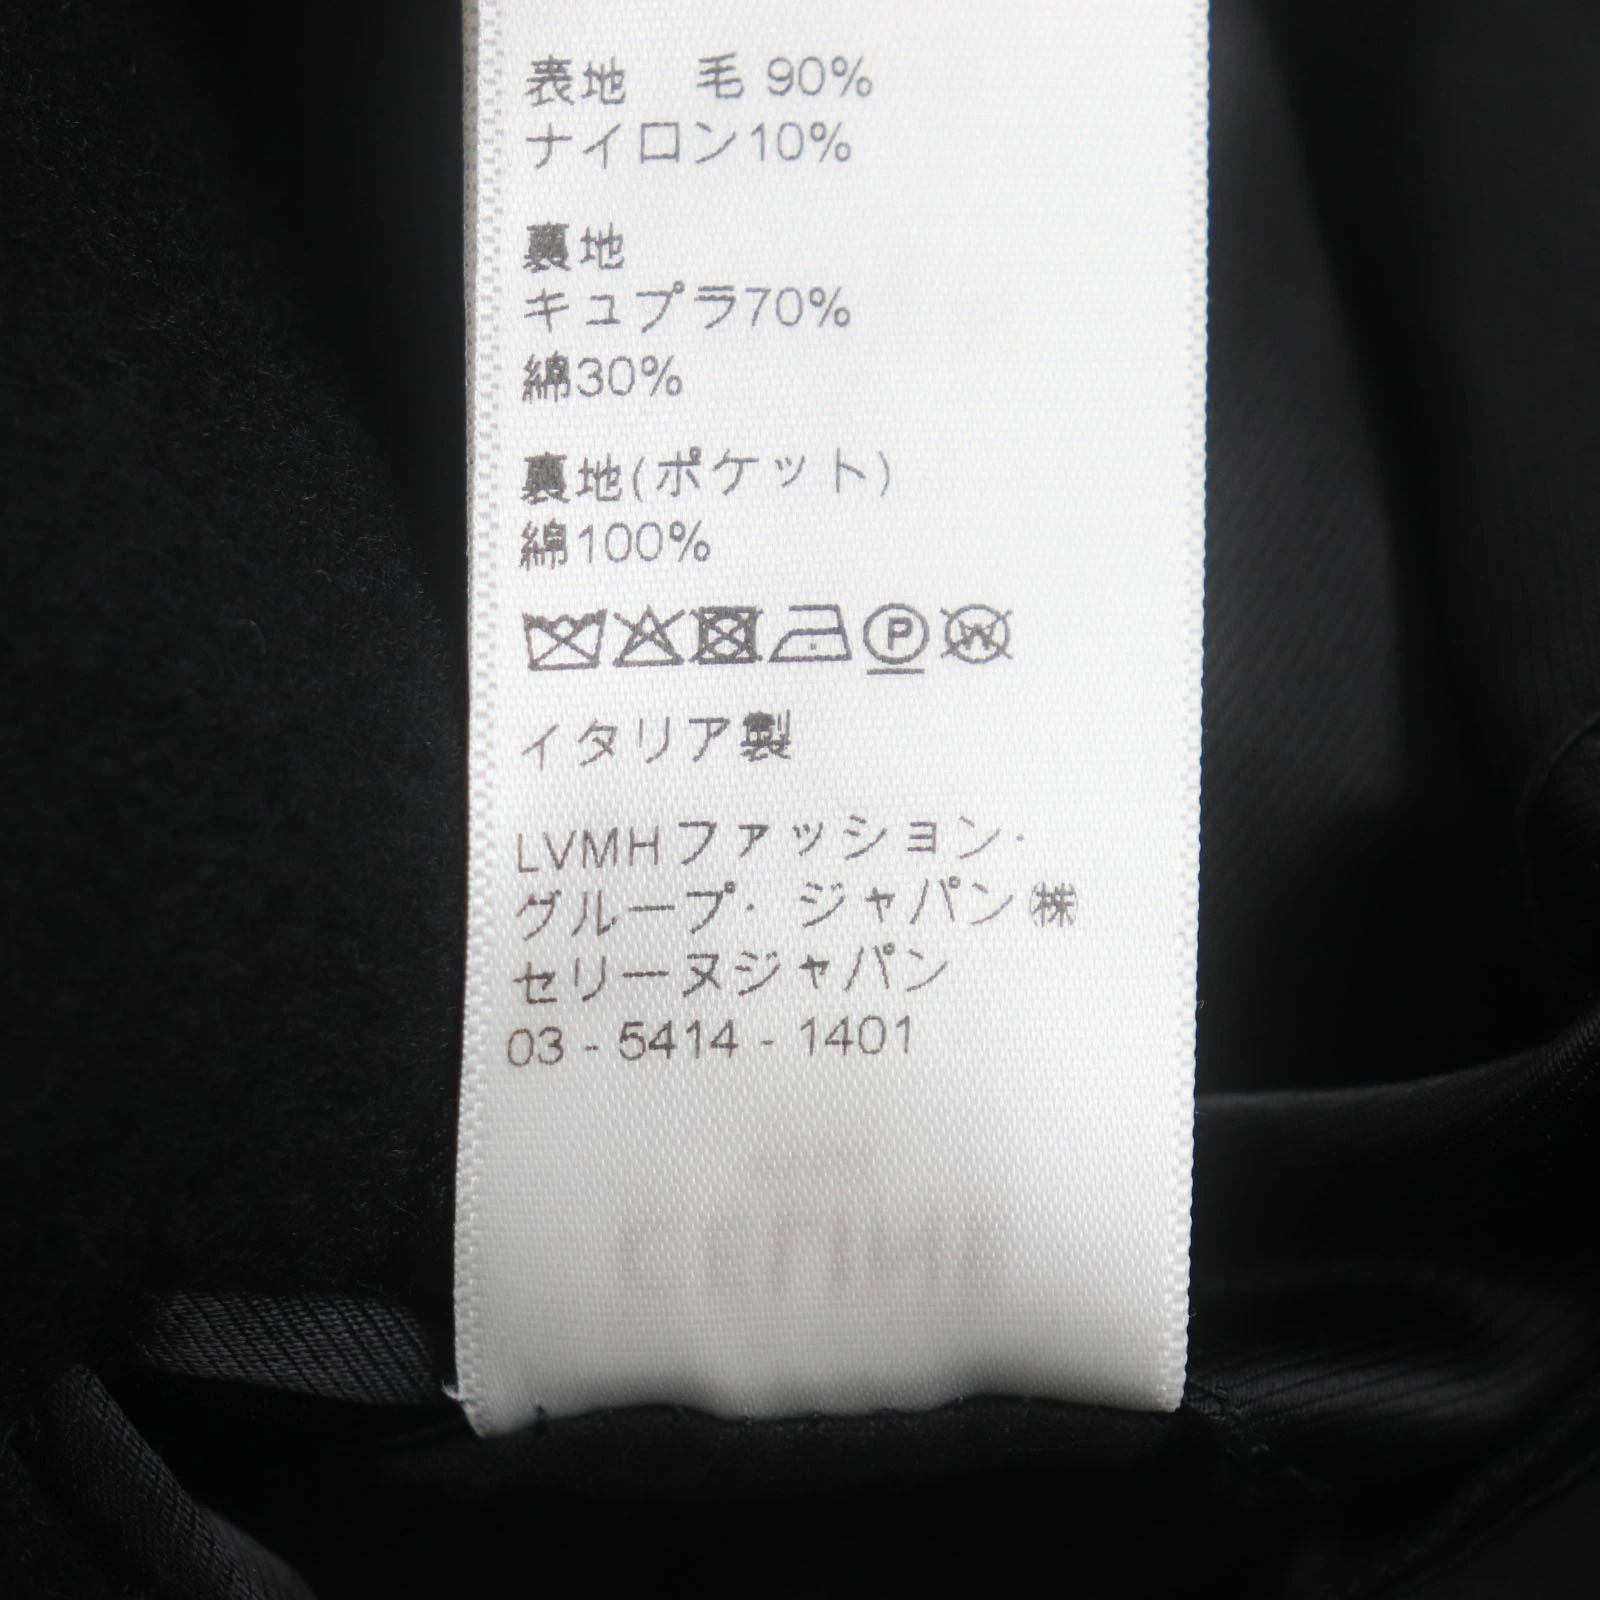 表地 毛 90%
ナイロン10%
裏地
キュプラ70%
綿30%
裏地(ポケット)
綿100%
P W
イタリア製
LVMHファッション・
グループ・ジャパン㈱
セリーヌジャパン
03-5414-1401